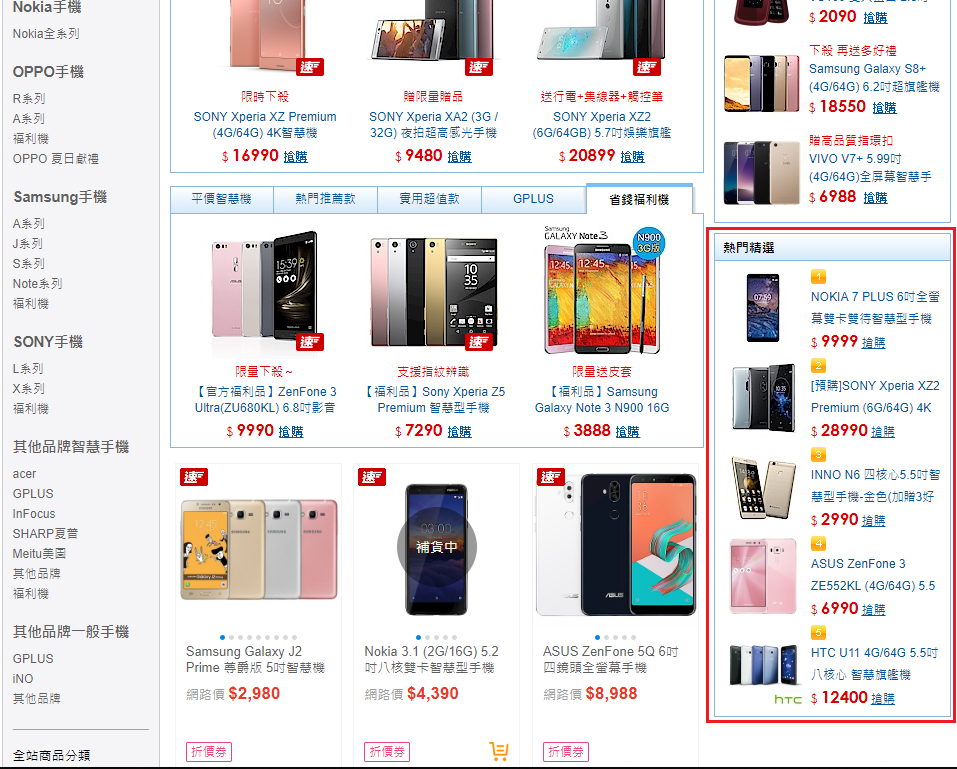 Nokia手機
Nokia全系列
OPPO手機
R系列
A系列
福利機
OPPO 夏日獻禮
Samsung手機
A系列
J系列
S系列
Note系列
福利機
SONY手機
L系列
X系列
福利機
其他品牌智慧手機
acer
GPLUS
InFocus
SHARP夏普
Meitu美圖
其他品牌
福利機
其他品牌一般手機
GPLUS
iNO
其他品牌
全站商品分類
速
限時下殺
SONY Xperia XZ Premium
(4G/64G) 4K智慧機
$ 16990 搶購
速
贈限量贈品
SONY Xperia XA2 (3G /
32G) 夜拍超高感光手機
$ 9480 搶購
速
送行電+集線器+觸控筆
SONY Xperia XZ2
(6G/64GB) 5.7吋娛樂旗艦
$ 20899 搶購
平價智慧機
熱門推薦款
實用超值款
GPLUS
省錢福利機
速
限量下殺～
【官方福利品】ZenFone 3
Ultra(ZU680KL) 6.8吋影音
$ 9990 搶購
速
支援指紋辨識
【福利品】Sony Xperia Z5
Premium 智慧型手機
$ 7290 搶購
SAMSUNG
GALAXY Note 3
N900
3G版
限量送皮套
【福利品】Samsung
Galaxy Note 3 N900 16G
$ 3888 搶購
速
Samsung Galaxy J2
Prime 尊爵版 5吋智慧機
網路價 $2,980
折價券
速
補貨中
Nokia 3.1 (2G/16G) 5.2
吋八核雙卡智慧型手機
網路價 $4,390
折價券
速
ASUS ZenFone 5Q 6吋
四鏡頭全螢幕手機
網路價 $8,988
折價券
$ 2090 搶購
下殺 再送多好禮
Samsung Galaxy S8+
(4G/64G) 6.2吋超旗艦機
$ 18550 搶購
贈高品質指環扣
VIVO V7+ 5.99吋
(4G/64G)全屏幕智慧手
$ 6988 搶購
熱門精選
1
NOKIA 7 PLUS 6吋全螢
幕雙卡雙待智慧型手機
$ 9999 搶購
2
[預購]SONY Xperia XZ2
Premium (6G/64G) 4K
$ 28990 搶購
3
INNO N6 四核心5.5吋智
慧型手機-金色(加贈3好
$ 2990 搶購
4
ASUS ZenFone 3
ZE552KL (4G/64G) 5.5
$ 6990 搶購
5
HTC U11 4G/64G 5.5吋
八核心 智慧旗艦機
hTC
$ 12400 搶購